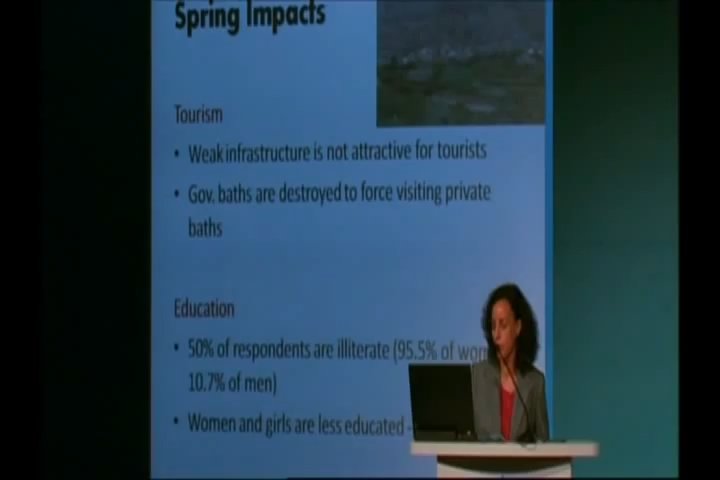 Spring Impacts
Tourism
• Weak infrastructure is not attractive for tourists
• Gov. baths are destroyed to force visiting private
baths
Education
• 50% of respondents are illiterate (95.5% of
10.7% of men)
• Women and girls are less educated -